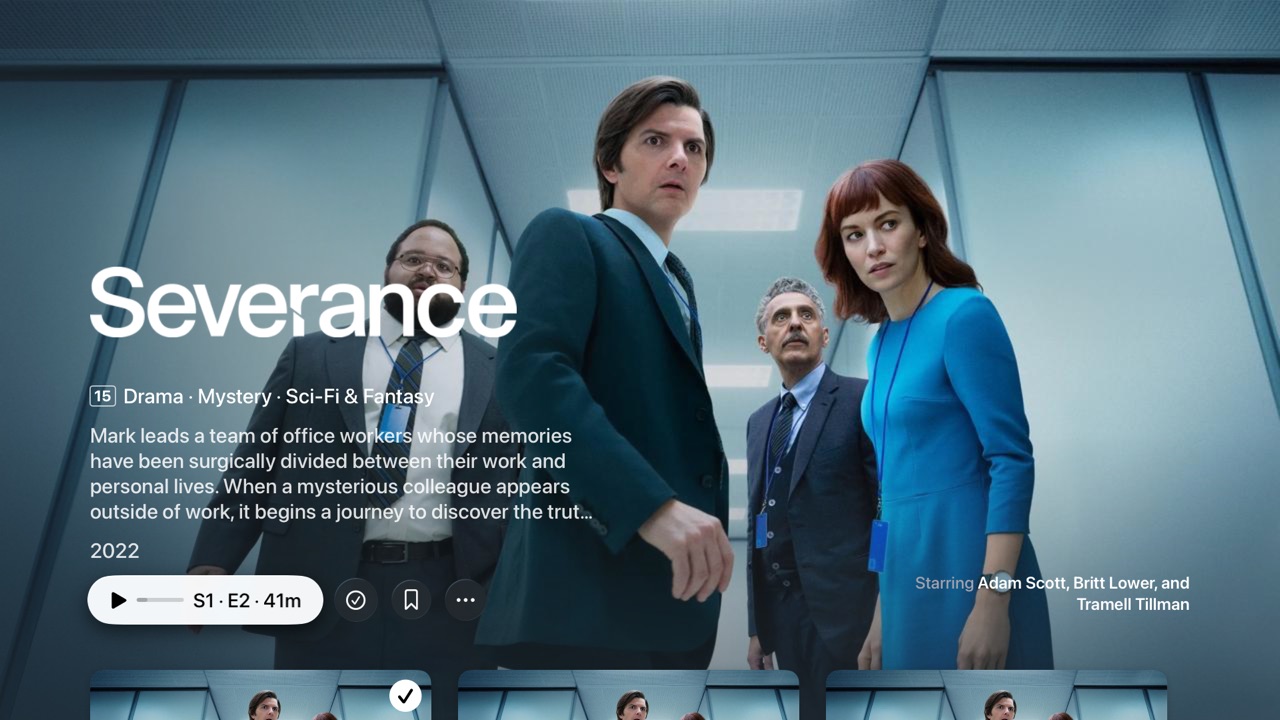 Severance
15 Drama · Mystery · Sci-Fi & Fantasy
Mark leads a team of office workers whose memories
have been surgically divided between their work and
personal lives. When a mysterious colleague appears
outside of work, it begins a journey to discover the trut…
2022
S1 · E2 · 41m
Starring Adam Scott, Britt Lower, and
Tramell Tillman